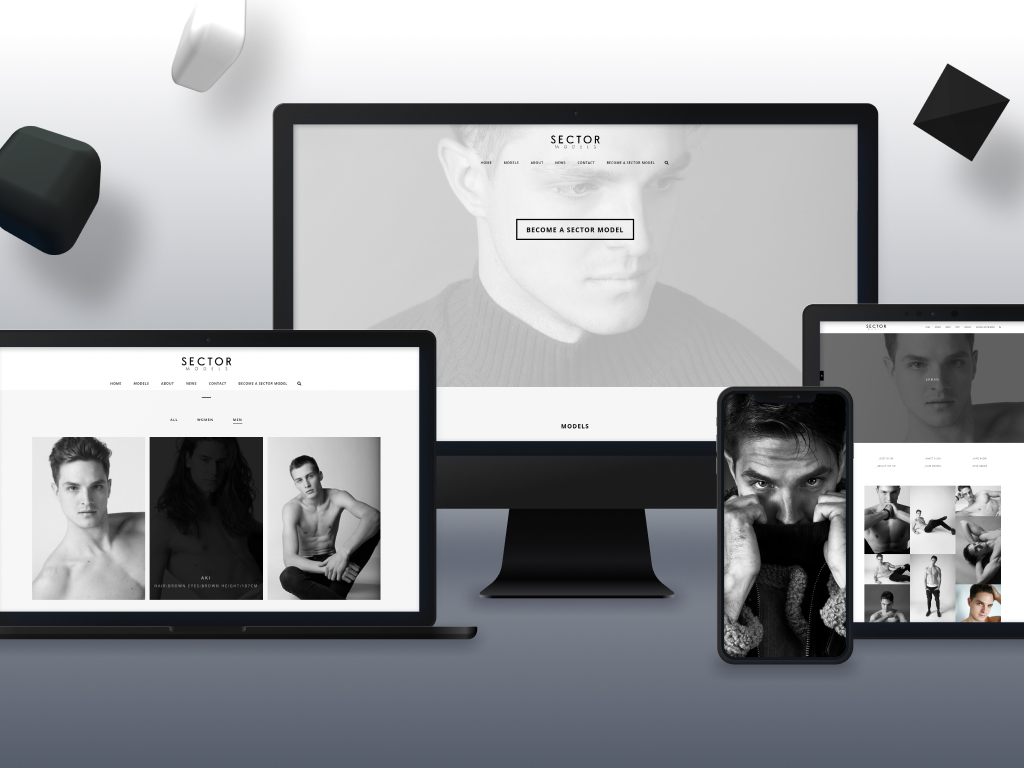 SECTOR
MODELS
HOME MODELS ABOUT NEWS CONTACT BECOME A SECTOR MODEL
BECOME A SECTOR MODEL
MODELS
SECTOR
MODELS
HOME MODELS ABOUT NEWS CONTACT BECOME A SECTOR MODEL
ALL WOMEN MEN
AKI
HAIR:BROWN EYES:BROWN HEIGHT:187CM
SECTOR